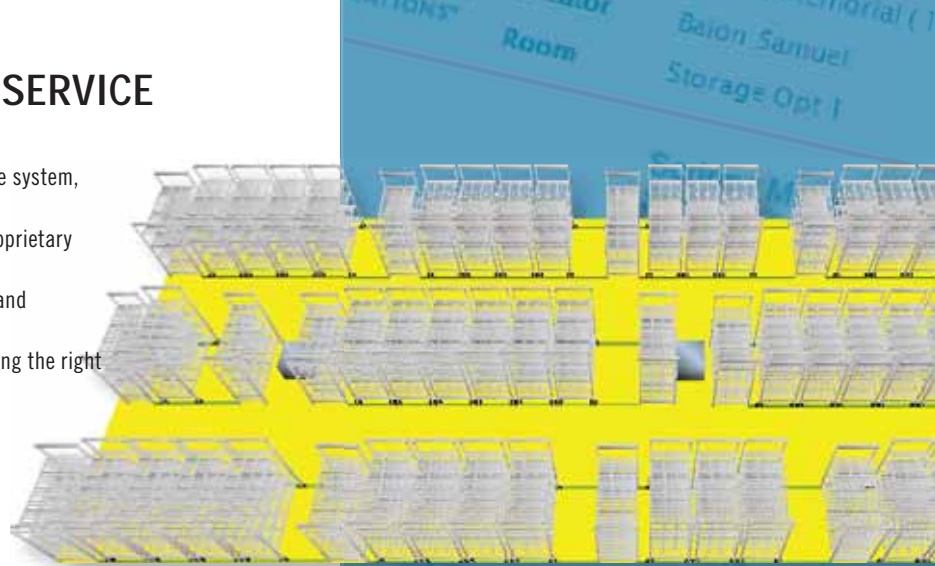 SERVICE
e system,
oprietary
and
ng the right
Room
Baion Samuel
Storage Opt 1